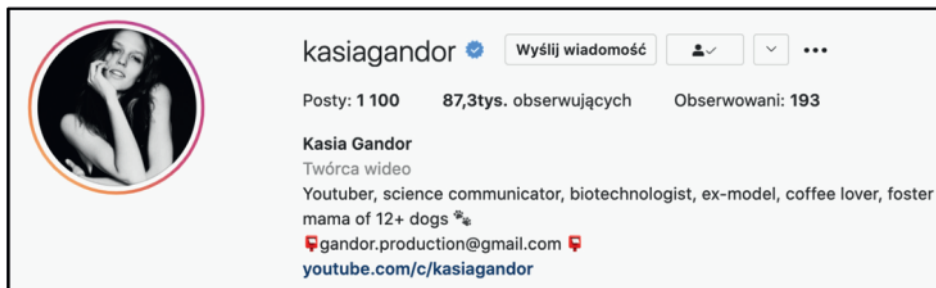 kasiagandor Wyślij wiadomość
Posty: 1 100 87,3tys. obserwujących Obserwowani: 193
Kasia Gandor
Twórca wideo
Youtuber, science communicator, biotechnologist, ex-model, coffee lover, foster
mama of 12+ dogs 🐾
📮gandor.production@gmail.com 📮
youtube.com/c/kasiagandor